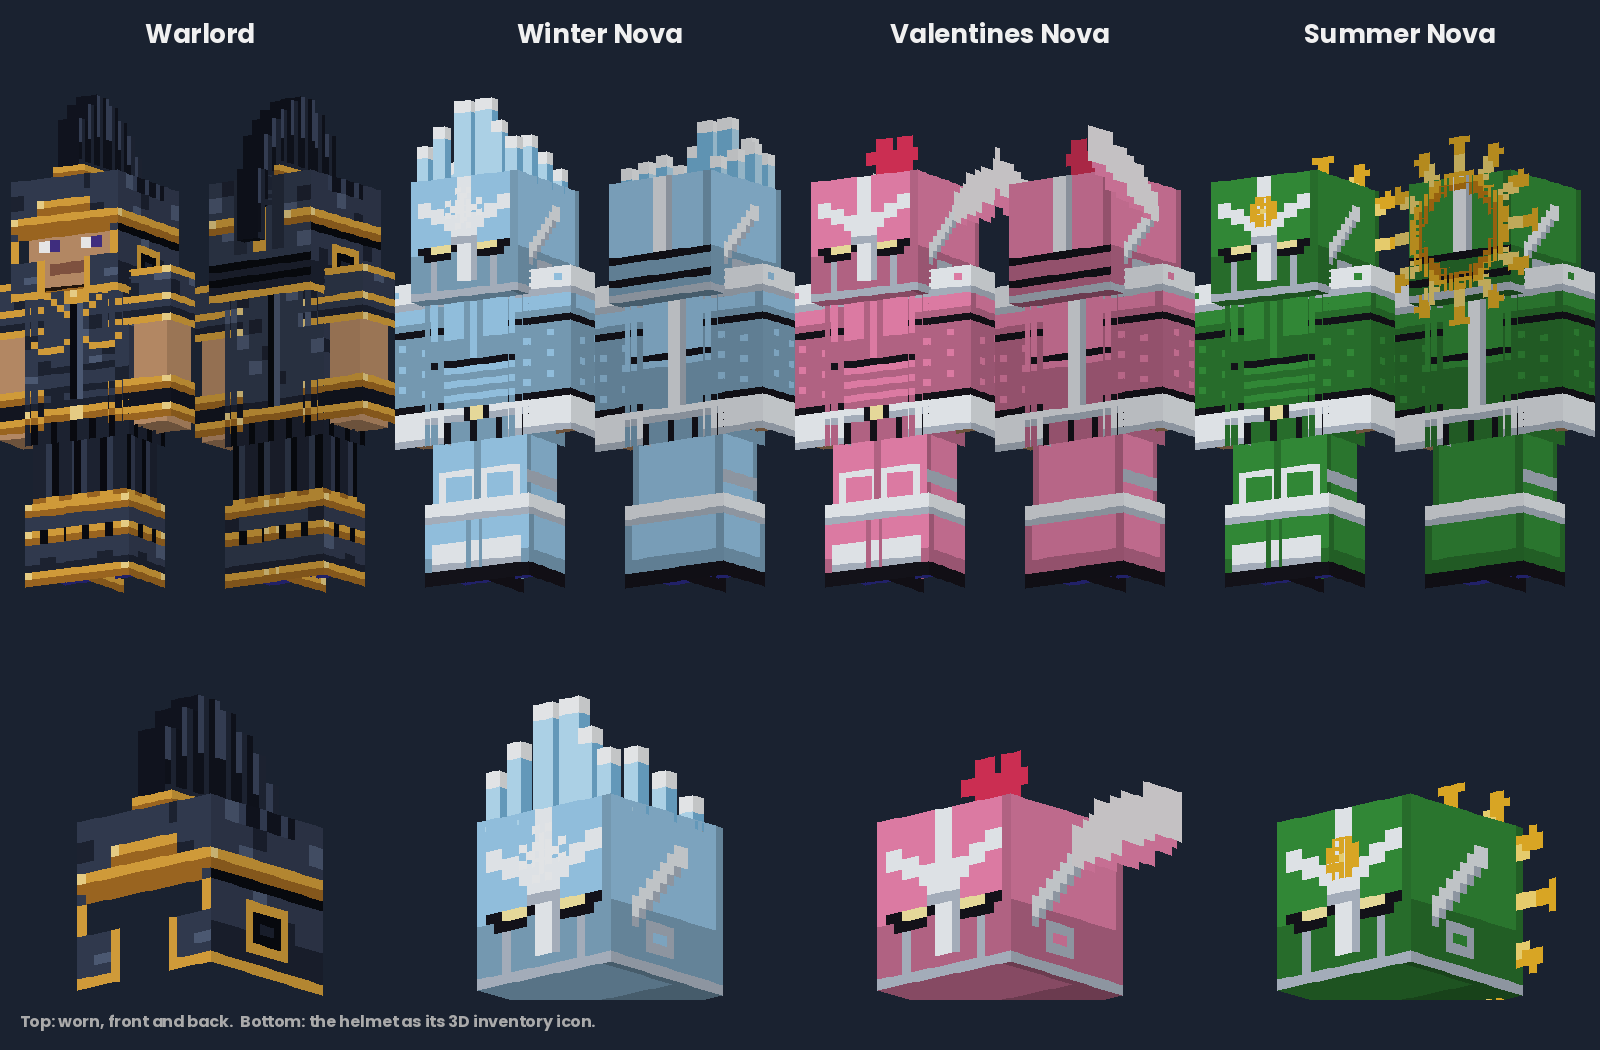 Warlord
Winter Nova
Valentines Nova
Summer Nova
Top: worn, front and back. Bottom: the helmet as its 3D inventory icon.